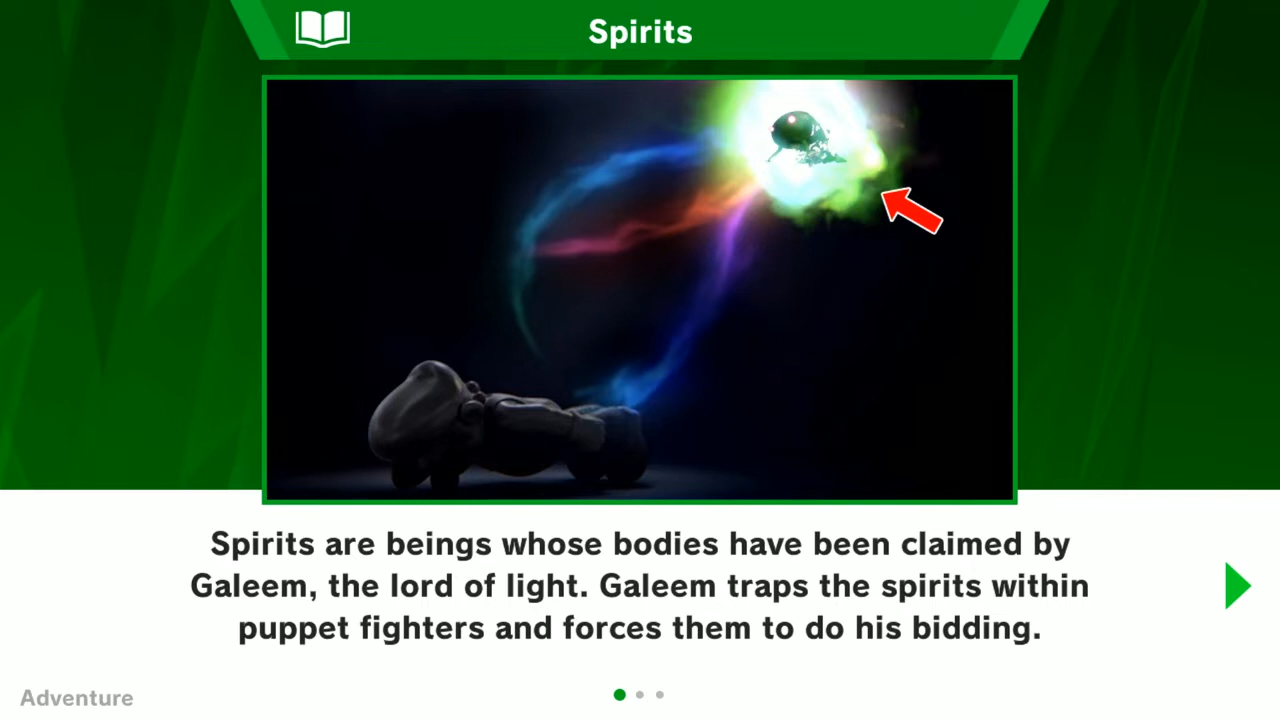 Spirits
Spirits are beings whose bodies have been claimed by
Galeem, the lord of light. Galeem traps the spirits within
puppet fighters and forces them to do his bidding.
Adventure